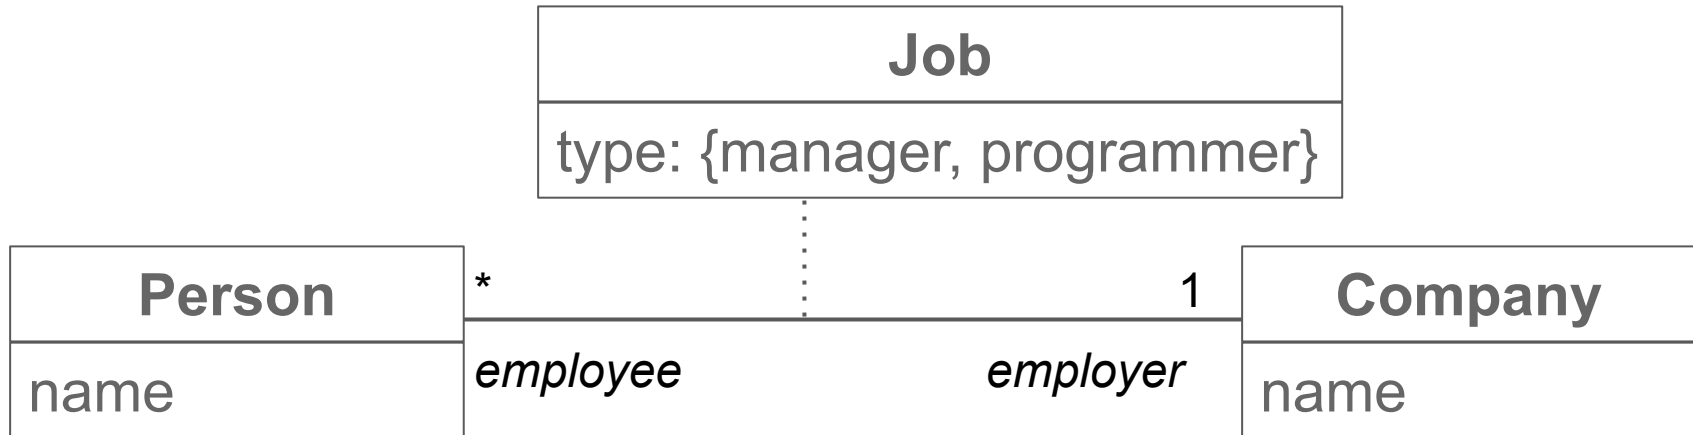 Job
type: {manager, programmer}
Person
*
1
Company
employee
employer
name
name